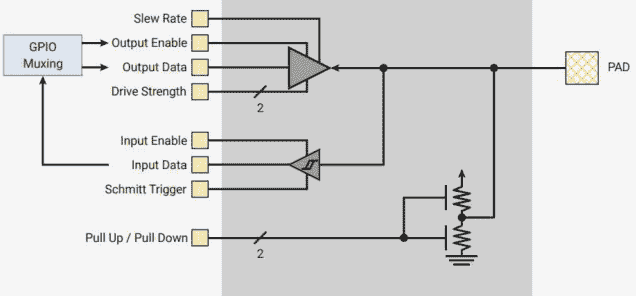 Slew Rate
GPIO
Muxing
Output Enable
Output Data
Drive Strength
2
PAD
Input Enable
Input Data
Schmitt Trigger
Pull Up / Pull Down
2